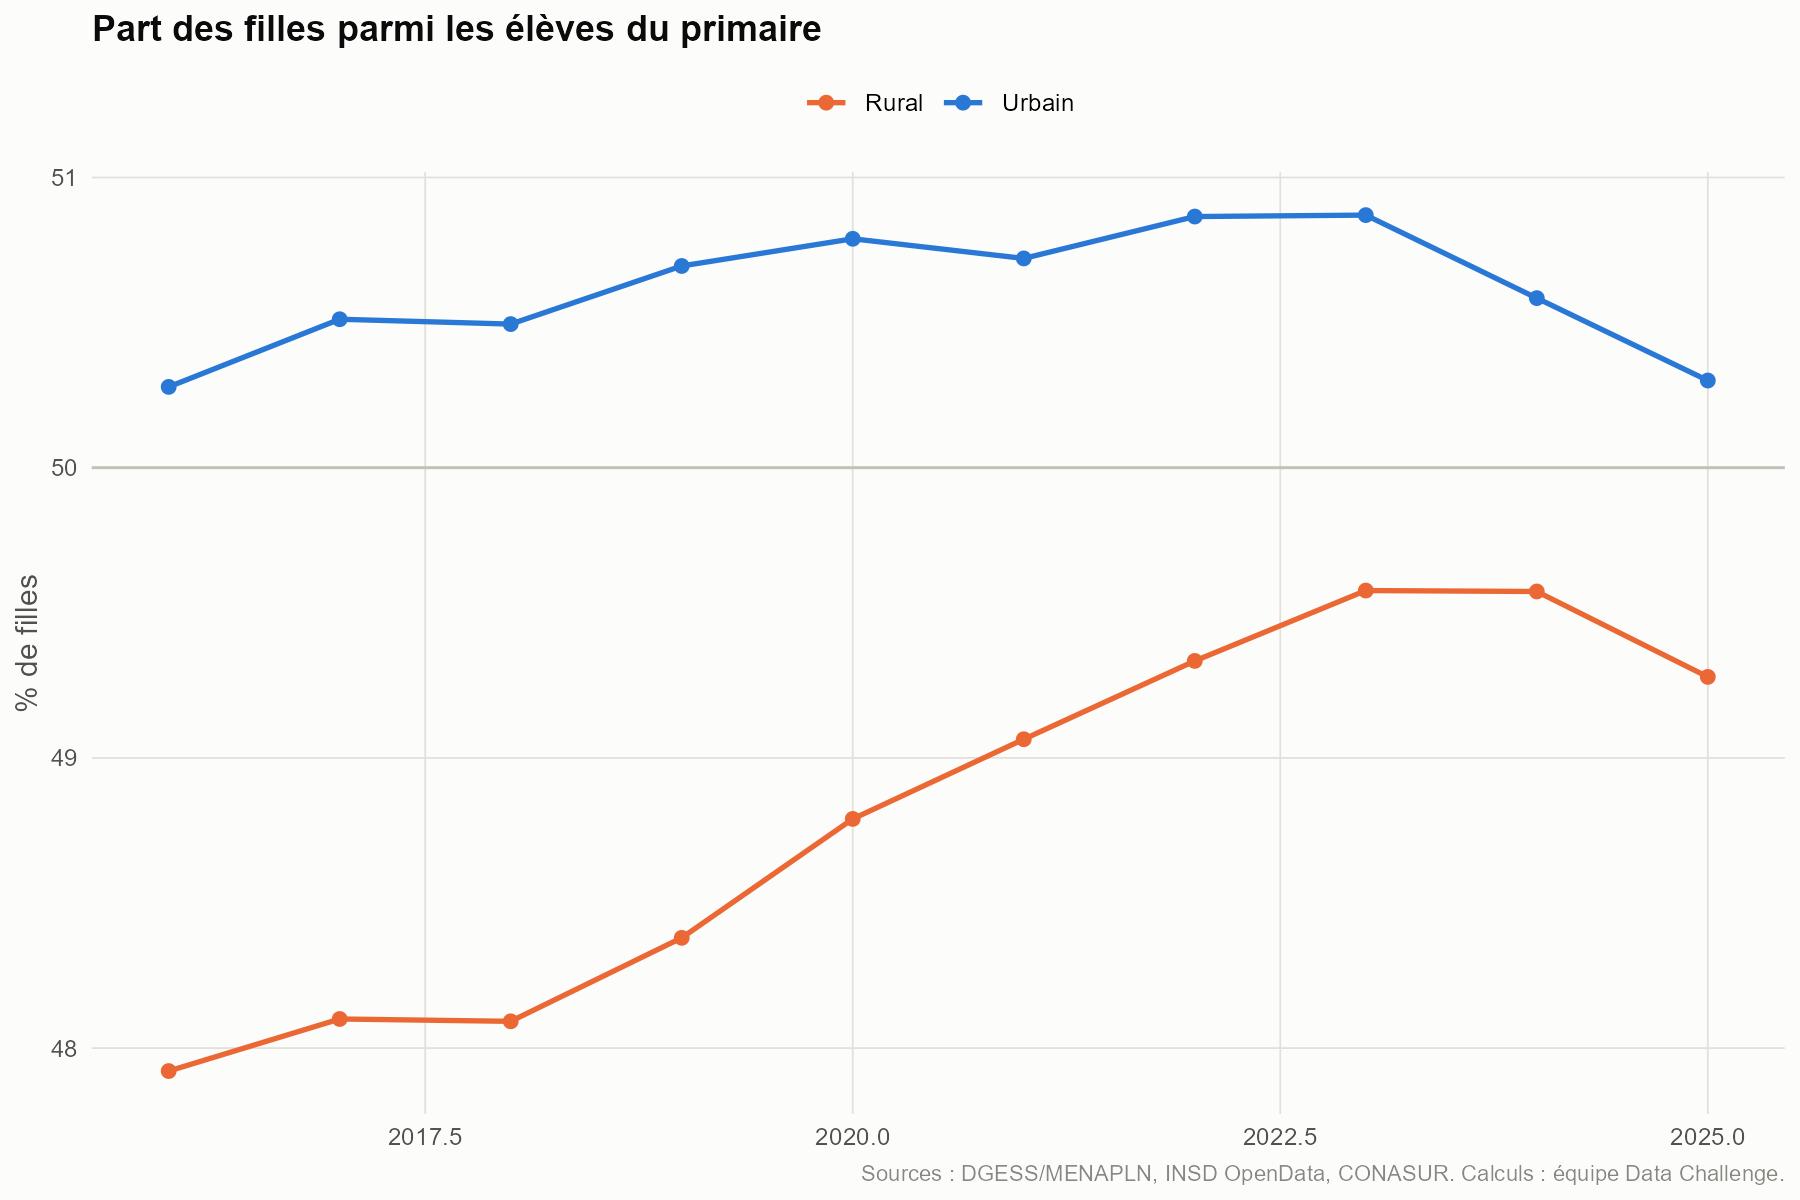 Part des filles parmi les élèves du primaire
Rural Urbain
51
50
49
48
% de filles
2017.5 2020.0 2022.5 2025.0
Sources : DGESS/MENAPLN, INSD OpenData, CONASUR. Calculs : équipe Data Challenge.